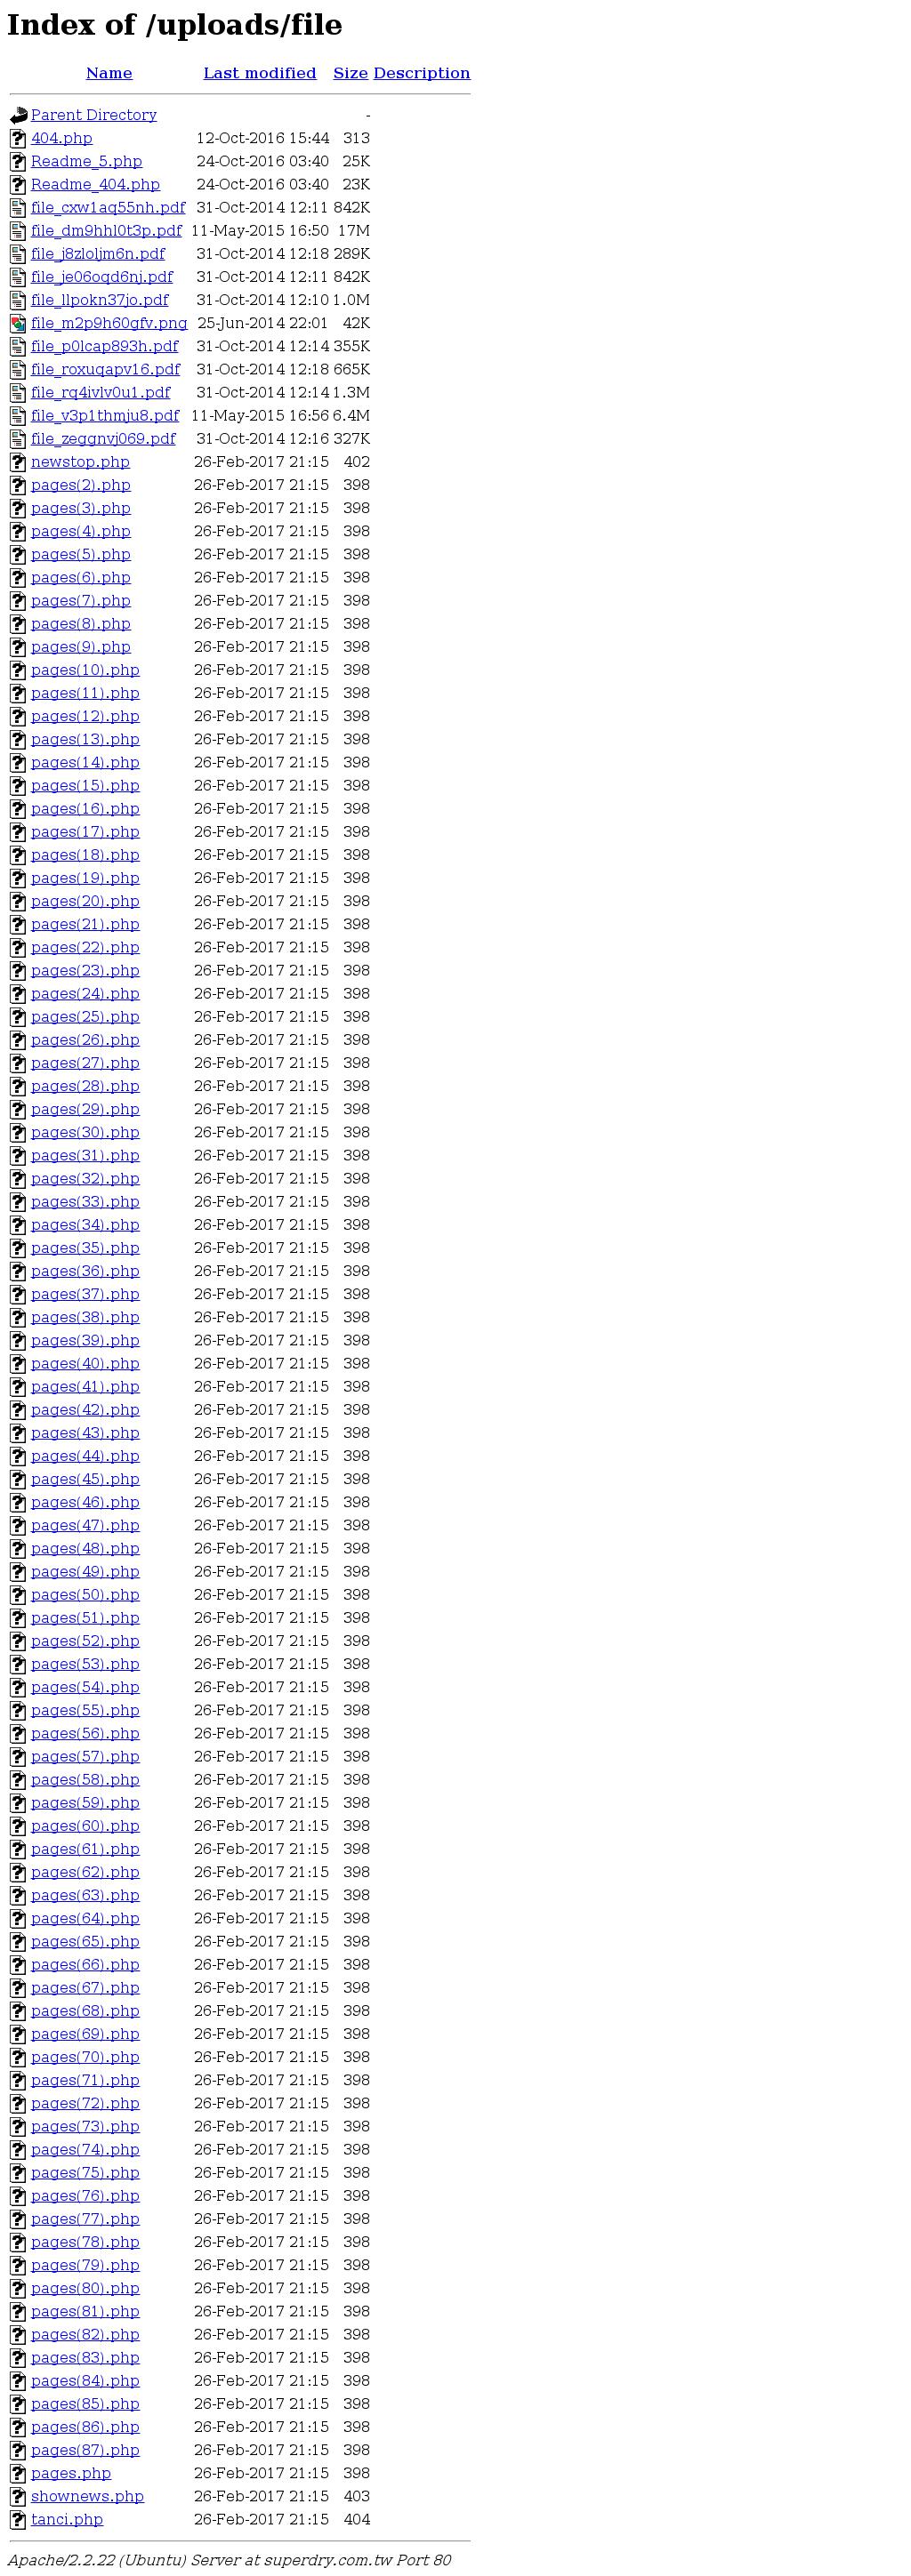 Index of /uploads/file
Name Last modified Size Description
Parent Directory -
404.php 12-Oct-2016 15:44 313
Readme_5.php 24-Oct-2016 03:40 25K
Readme_404.php 24-Oct-2016 03:40 23K
file_cxw1aq55nh.pdf 31-Oct-2014 12:11 842K
file_dm9hhl0t3p.pdf 11-May-2015 16:50 17M
file_j8zloljm6n.pdf 31-Oct-2014 12:18 289K
file_je06oqd6nj.pdf 31-Oct-2014 12:11 842K
file_llpokn37jo.pdf 31-Oct-2014 12:10 1.0M
file_m2p9h60gfv.png 25-Jun-2014 22:01 42K
file_p0lcap893h.pdf 31-Oct-2014 12:14 355K
file_roxuqapv16.pdf 31-Oct-2014 12:18 665K
file_rq4ivlv0u1.pdf 31-Oct-2014 12:14 1.3M
file_v3p1thmju8.pdf 11-May-2015 16:56 6.4M
file_zeggnvj069.pdf 31-Oct-2014 12:16 327K
newstop.php 26-Feb-2017 21:15 402
pages(2).php 26-Feb-2017 21:15 398
pages(3).php 26-Feb-2017 21:15 398
pages(4).php 26-Feb-2017 21:15 398
pages(5).php 26-Feb-2017 21:15 398
pages(6).php 26-Feb-2017 21:15 398
pages(7).php 26-Feb-2017 21:15 398
pages(8).php 26-Feb-2017 21:15 398
pages(9).php 26-Feb-2017 21:15 398
pages(10).php 26-Feb-2017 21:15 398
pages(11).php 26-Feb-2017 21:15 398
pages(12).php 26-Feb-2017 21:15 398
pages(13).php 26-Feb-2017 21:15 398
pages(14).php 26-Feb-2017 21:15 398
pages(15).php 26-Feb-2017 21:15 398
pages(16).php 26-Feb-2017 21:15 398
pages(17).php 26-Feb-2017 21:15 398
pages(18).php 26-Feb-2017 21:15 398
pages(19).php 26-Feb-2017 21:15 398
pages(20).php 26-Feb-2017 21:15 398
pages(21).php 26-Feb-2017 21:15 398
pages(22).php 26-Feb-2017 21:15 398
pages(23).php 26-Feb-2017 21:15 398
pages(24).php 26-Feb-2017 21:15 398
pages(25).php 26-Feb-2017 21:15 398
pages(26).php 26-Feb-2017 21:15 398
pages(27).php 26-Feb-2017 21:15 398
pages(28).php 26-Feb-2017 21:15 398
pages(29).php 26-Feb-2017 21:15 398
pages(30).php 26-Feb-2017 21:15 398
pages(31).php 26-Feb-2017 21:15 398
pages(32).php 26-Feb-2017 21:15 398
pages(33).php 26-Feb-2017 21:15 398
pages(34).php 26-Feb-2017 21:15 398
pages(35).php 26-Feb-2017 21:15 398
pages(36).php 26-Feb-2017 21:15 398
pages(37).php 26-Feb-2017 21:15 398
pages(38).php 26-Feb-2017 21:15 398
pages(39).php 26-Feb-2017 21:15 398
pages(40).php 26-Feb-2017 21:15 398
pages(41).php 26-Feb-2017 21:15 398
pages(42).php 26-Feb-2017 21:15 398
pages(43).php 26-Feb-2017 21:15 398
pages(44).php 26-Feb-2017 21:15 398
pages(45).php 26-Feb-2017 21:15 398
pages(46).php 26-Feb-2017 21:15 398
pages(47).php 26-Feb-2017 21:15 398
pages(48).php 26-Feb-2017 21:15 398
pages(49).php 26-Feb-2017 21:15 398
pages(50).php 26-Feb-2017 21:15 398
pages(51).php 26-Feb-2017 21:15 398
pages(52).php 26-Feb-2017 21:15 398
pages(53).php 26-Feb-2017 21:15 398
pages(54).php 26-Feb-2017 21:15 398
pages(55).php 26-Feb-2017 21:15 398
pages(56).php 26-Feb-2017 21:15 398
pages(57).php 26-Feb-2017 21:15 398
pages(58).php 26-Feb-2017 21:15 398
pages(59).php 26-Feb-2017 21:15 398
pages(60).php 26-Feb-2017 21:15 398
pages(61).php 26-Feb-2017 21:15 398
pages(62).php 26-Feb-2017 21:15 398
pages(63).php 26-Feb-2017 21:15 398
pages(64).php 26-Feb-2017 21:15 398
pages(65).php 26-Feb-2017 21:15 398
pages(66).php 26-Feb-2017 21:15 398
pages(67).php 26-Feb-2017 21:15 398
pages(68).php 26-Feb-2017 21:15 398
pages(69).php 26-Feb-2017 21:15 398
pages(70).php 26-Feb-2017 21:15 398
pages(71).php 26-Feb-2017 21:15 398
pages(72).php 26-Feb-2017 21:15 398
pages(73).php 26-Feb-2017 21:15 398
pages(74).php 26-Feb-2017 21:15 398
pages(75).php 26-Feb-2017 21:15 398
pages(76).php 26-Feb-2017 21:15 398
pages(77).php 26-Feb-2017 21:15 398
pages(78).php 26-Feb-2017 21:15 398
pages(79).php 26-Feb-2017 21:15 398
pages(80).php 26-Feb-2017 21:15 398
pages(81).php 26-Feb-2017 21:15 398
pages(82).php 26-Feb-2017 21:15 398
pages(83).php 26-Feb-2017 21:15 398
pages(84).php 26-Feb-2017 21:15 398
pages(85).php 26-Feb-2017 21:15 398
pages(86).php 26-Feb-2017 21:15 398
pages(87).php 26-Feb-2017 21:15 398
pages.php 26-Feb-2017 21:15 398
shownews.php 26-Feb-2017 21:15 403
tanci.php 26-Feb-2017 21:15 404
Apache/2.2.22 (Ubuntu) Server at superdry.com.tw Port 80